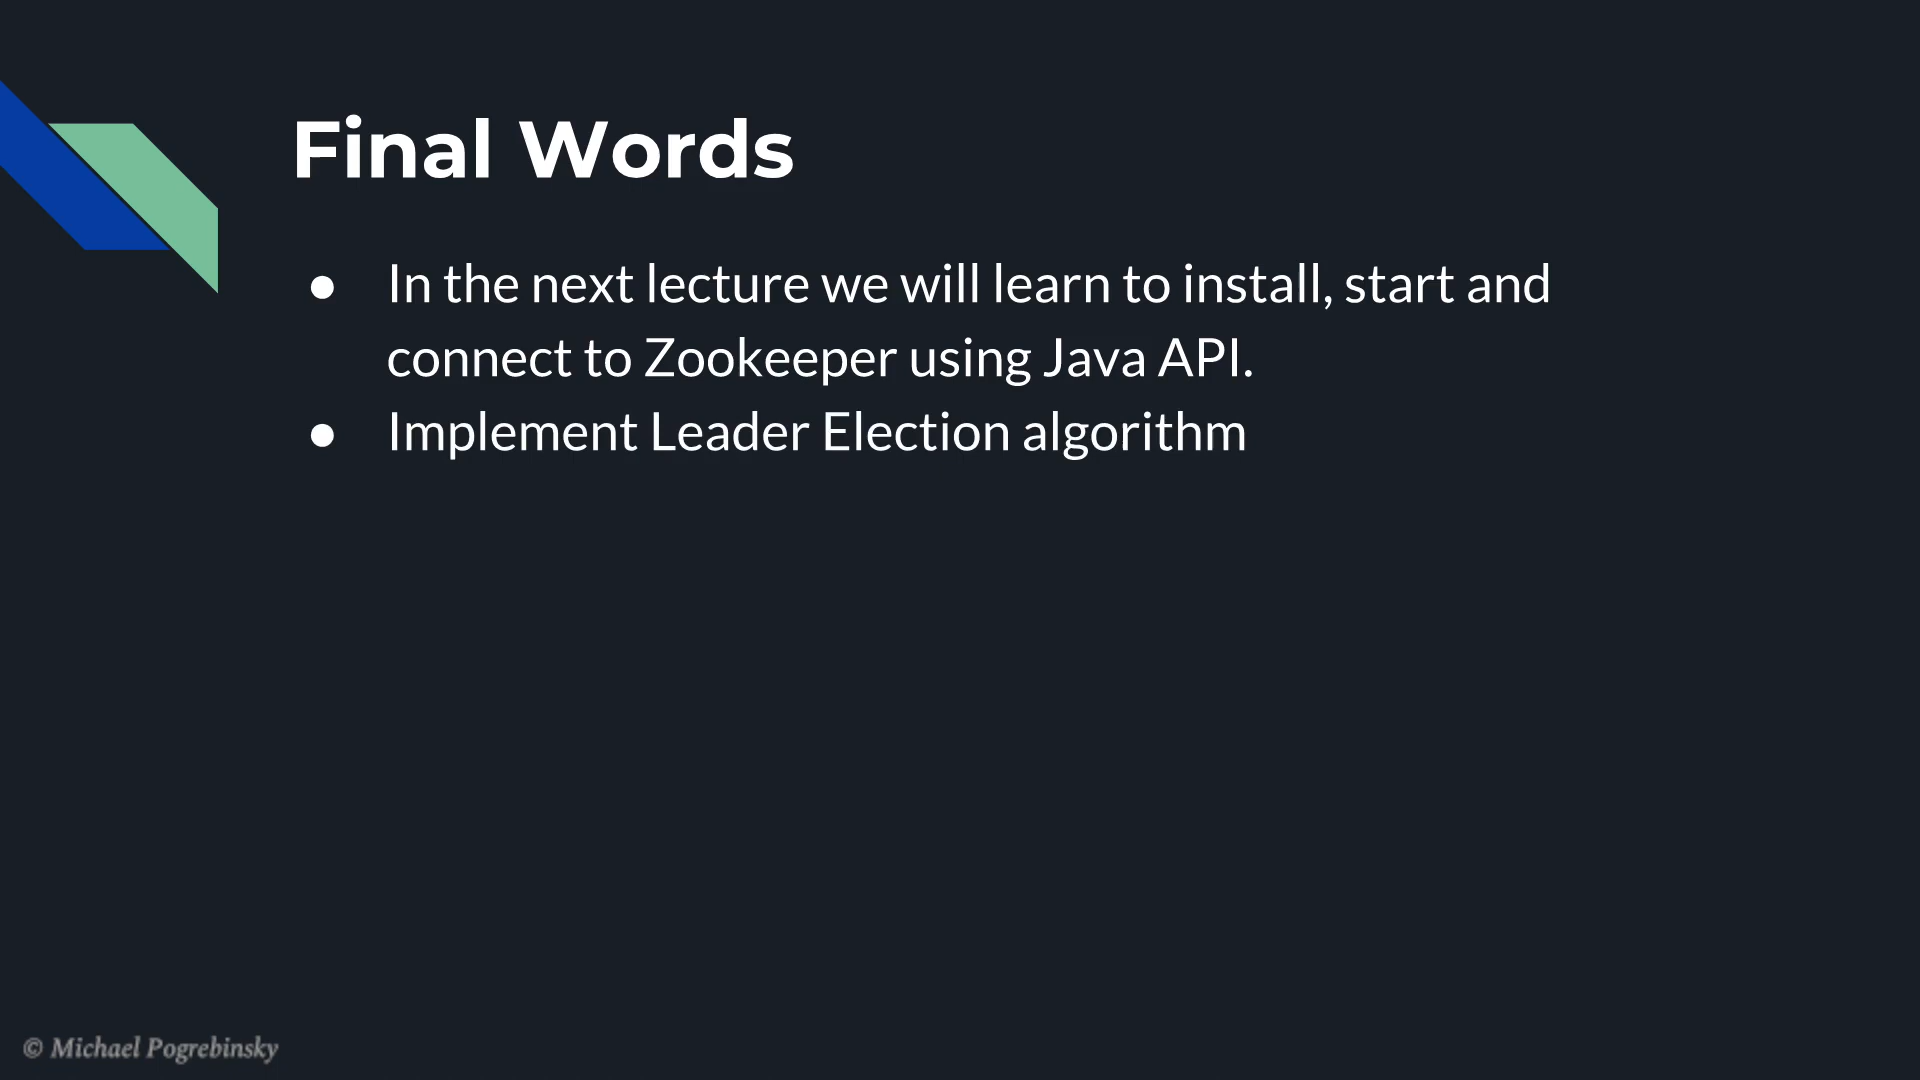 Final Words
● In the next lecture we will learn to install, start and
connect to Zookeeper using Java API.
● Implement Leader Election algorithm
© Michael Pogrebinsky